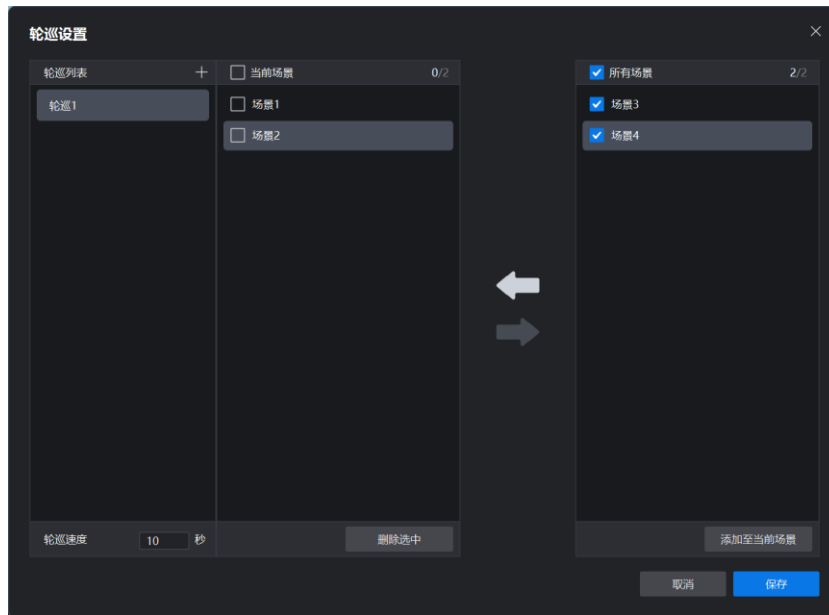 轮巡设置
轮巡列表 当前场景 0/2 所有场景 2/2
轮巡1 场景1 场景3
场景2 场景4
轮巡速度 10 秒 删除选中 添加至当前场景
取消 保存